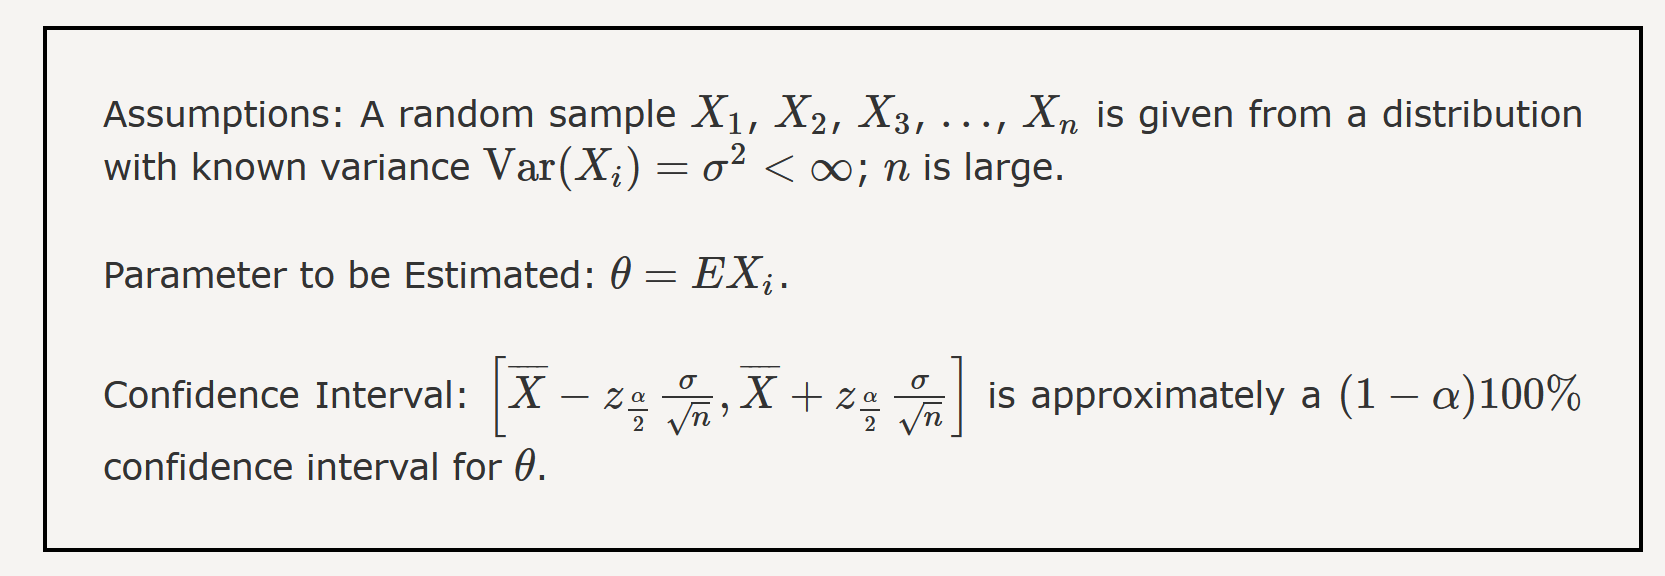 Assumptions: A random sample $X_1$, $X_2$, $X_3$, ..., $X_n$ is given from a distribution
with known variance $\mathrm{Var}(X_i) = \sigma^2 < \infty$; $n$ is large.
Parameter to be Estimated: $\theta = EX_i$.
Confidence Interval: $\left[\overline{X} - z_{\frac{\alpha}{2}} \frac{\sigma}{\sqrt{n}}, \overline{X} + z_{\frac{\alpha}{2}} \frac{\sigma}{\sqrt{n}}\right]$ is approximately a $(1 - \alpha)100\%$
confidence interval for $\theta$.